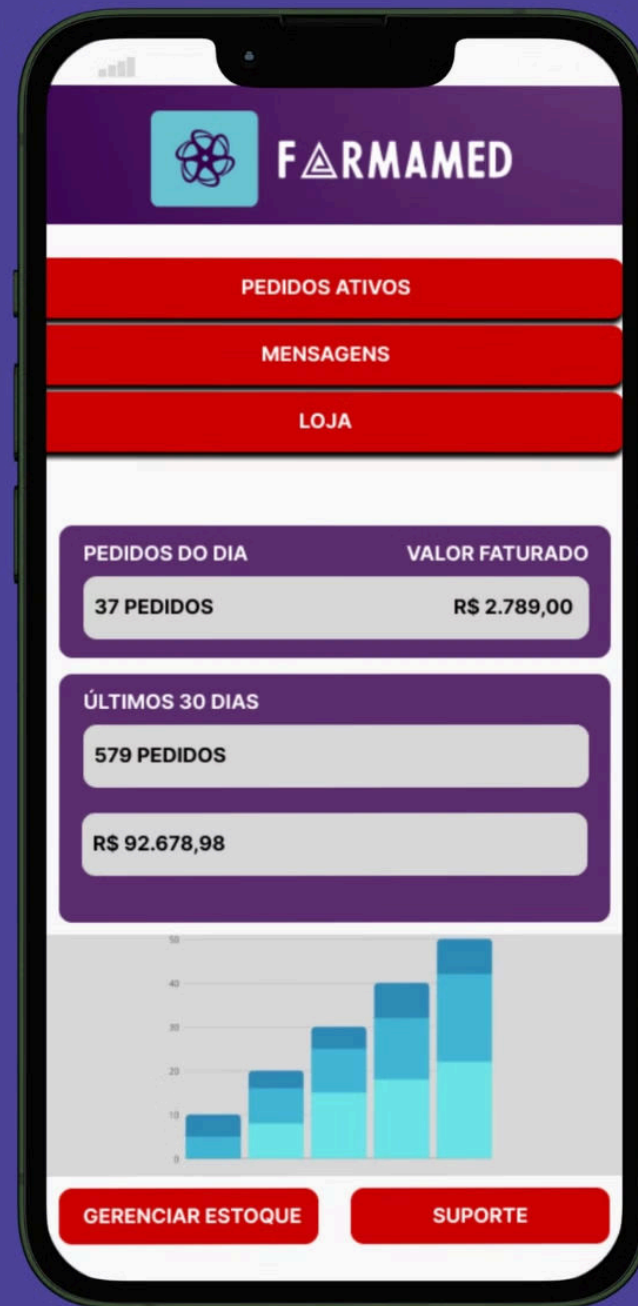 FARMAMED
PEDIDOS ATIVOS
MENSAGENS
LOJA
PEDIDOS DO DIA VALOR FATURADO
37 PEDIDOS R$ 2.789,00
ÚLTIMOS 30 DIAS
579 PEDIDOS
R$ 92.678,98
50
40
30
20
10
0
GERENCIAR ESTOQUE SUPORTE